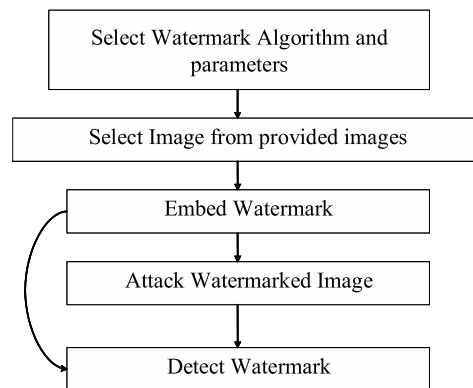 Select Watermark Algorithm and
parameters
Select Image from provided images
Embed Watermark
Attack Watermarked Image
Detect Watermark